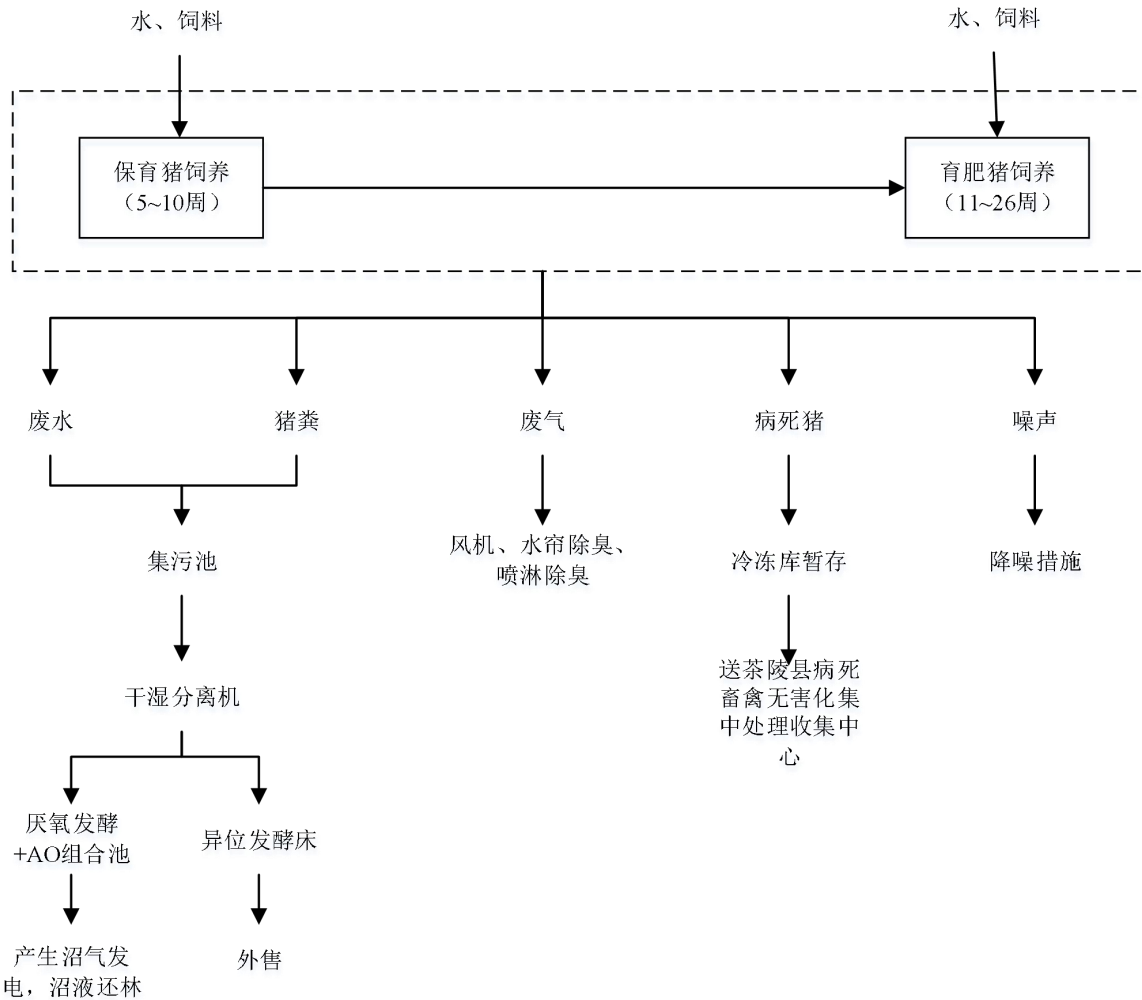 水、饲料
水、饲料
保育猪饲养
（5~10周）
育肥猪饲养
（11~26周）
废水
猪粪
废气
病死猪
噪声
集污池
风机、水帘除臭、
喷淋除臭
冷冻库暂存
降噪措施
干湿分离机
送茶陵县病死
畜禽无害化集
中处理收集中
心
厌氧发酵
+AO组合池
异位发酵床
产生沼气发
电，沼液还林
外售